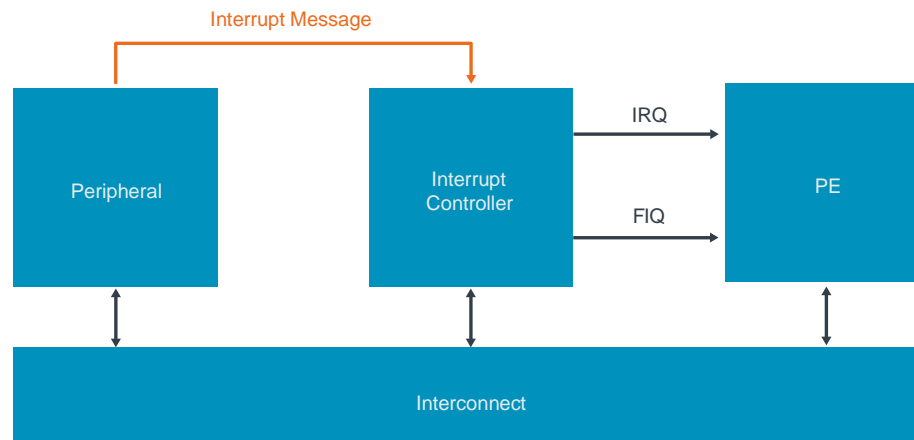 Interrupt Message
IRQ
Peripheral
Interrupt
Controller
PE
FIQ
Interconnect